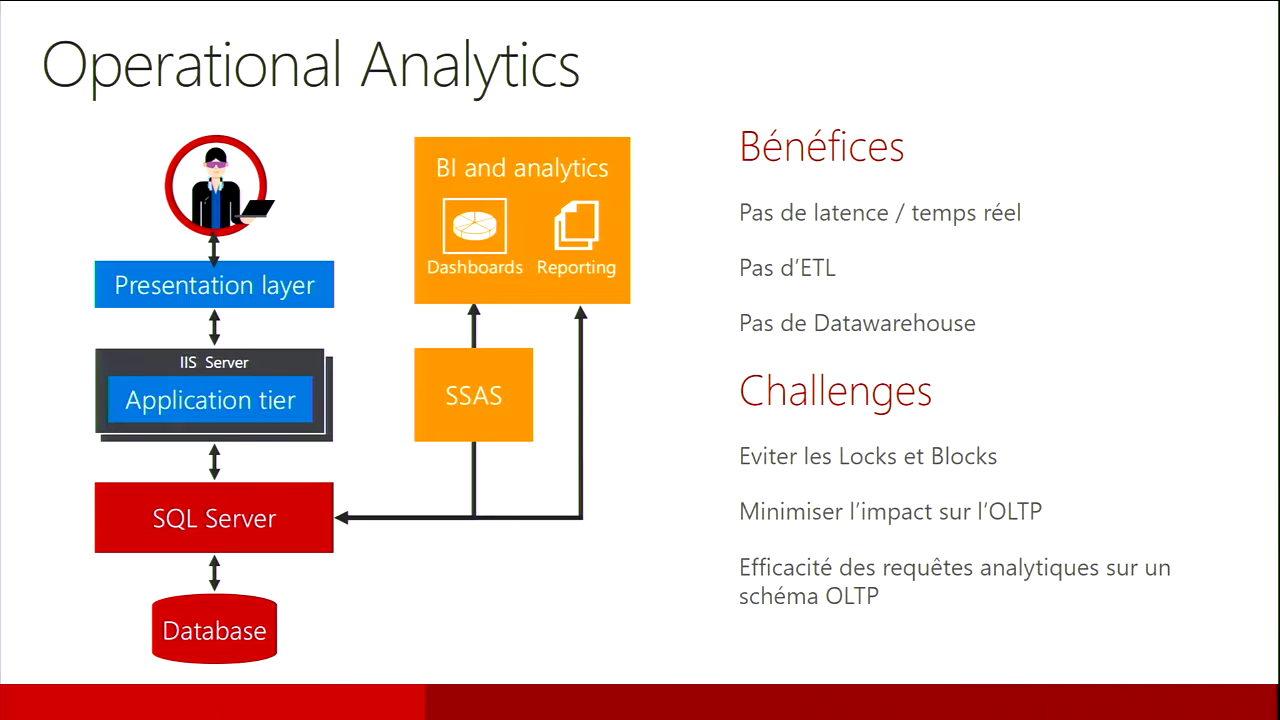 Operational Analytics
Presentation layer
IIS Server
Application tier
SQL Server
Database
BI and analytics
Dashboards
Reporting
SSAS
Bénéfices
Pas de latence / temps réel
Pas d’ETL
Pas de Datawarehouse
Challenges
Eviter les Locks et Blocks
Minimiser l’impact sur l’OLTP
Efficacité des requêtes analytiques sur un
schéma OLTP